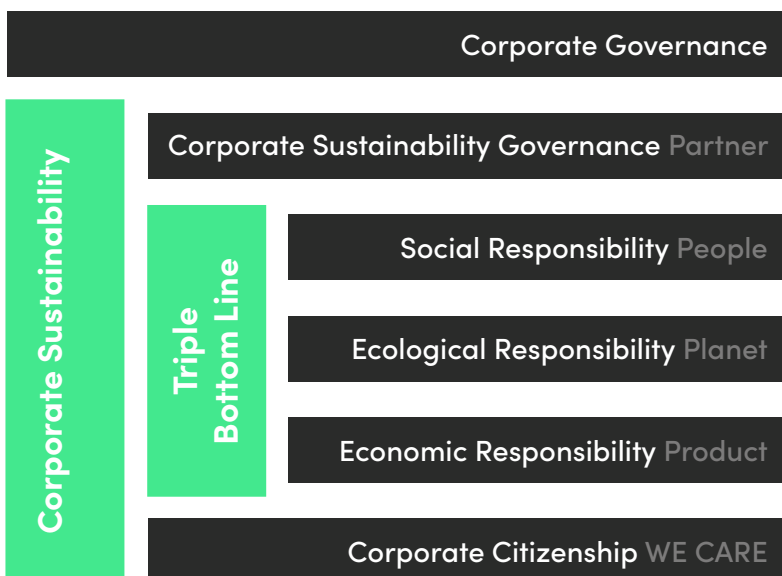 Corporate Governance
Corporate Sustainability
Corporate Sustainability Governance Partner
Triple
Bottom Line
Social Responsibility People
Ecological Responsibility Planet
Economic Responsibility Product
Corporate Citizenship WE CARE